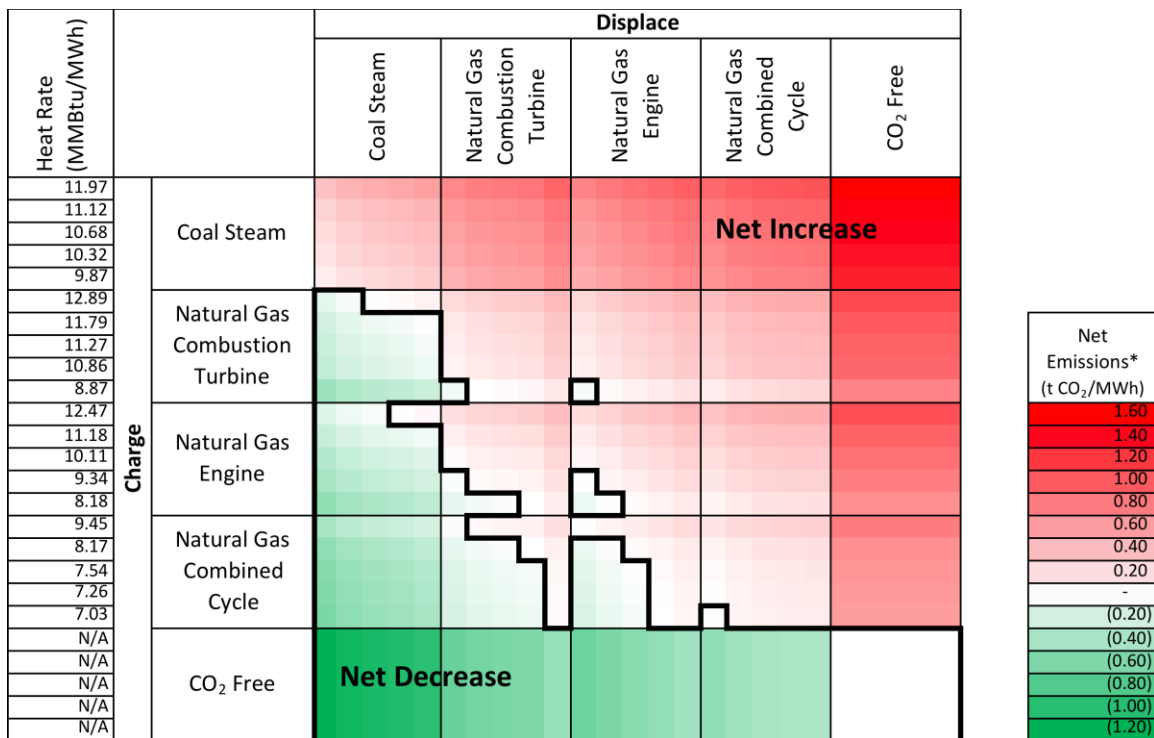 Displace
Heat Rate
(MMBtu/MWh)
Coal Steam
Natural Gas
Combustion
Turbine
Natural Gas
Engine
Natural Gas
Combined
Cycle
CO₂ Free
Charge
11.97
11.12
10.68
10.32
9.87
Coal Steam
Net Increase
12.89
11.79
11.27
10.86
8.87
Natural Gas
Combustion
Turbine
12.47
11.18
10.11
9.34
8.18
Natural Gas
Engine
9.45
8.17
7.54
7.26
7.03
Natural Gas
Combined
Cycle
N/A
N/A
N/A
N/A
N/A
CO₂ Free
Net Decrease
Net
Emissions*
(t CO₂/MWh)
1.60
1.40
1.20
1.00
0.80
0.60
0.40
0.20
-
(0.20)
(0.40)
(0.60)
(0.80)
(1.00)
(1.20)